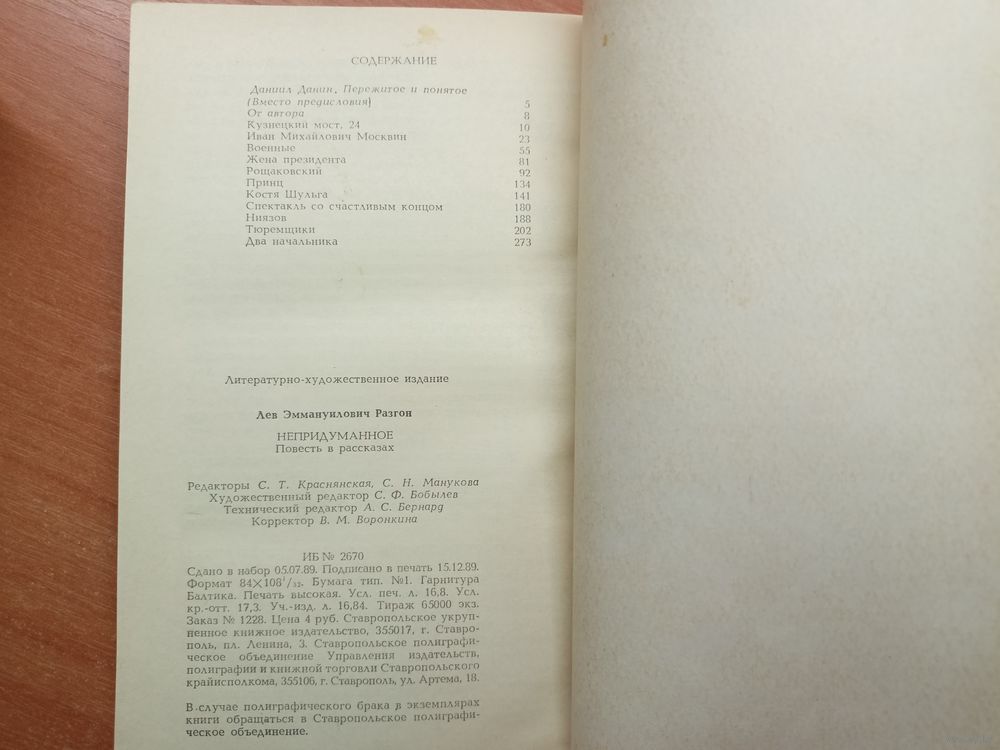 СОДЕРЖАНИЕ
Даниил Данин. Пережитое и понятое
(Вместо предисловия) 5
От автора 8
Кузнецкий мост, 24 10
Иван Михайлович Москвин 23
Военные 55
Жена президента 81
Рощаковский 92
Принц 134
Костя Шульга 141
Спектакль со счастливым концом 180
Ниязов 188
Тюремщики 202
Два начальника 273
Литературно-художественное издание
Лев Эммануилович Разгон
НЕПРИДУМАННОЕ
Повесть в рассказах
Редакторы С. Т. Краснянская, С. Н. Манукова
Художественный редактор С. Ф. Бобылев
Технический редактор А. С. Бернард
Корректор В. М. Воронкина
ИБ № 2670
Сдано в набор 05.07.89. Подписано в печать 15.12.89.
Формат 84×108¹/₃₂. Бумага тип. №1. Гарнитура
Балтика. Печать высокая. Усл. печ. л. 16,8. Усл.
кр.-отт. 17,3. Уч.-изд. л. 16,84. Тираж 65000 экз.
Заказ № 1228. Цена 4 руб. Ставропольское укруп-
ненное книжное издательство, 355017, г. Ставро-
поль, пл. Ленина, 3. Ставропольское полиграфи-
ческое объединение Управления издательств,
полиграфии и книжной торговли Ставропольского
крайисполкома, 355106, г. Ставрополь, ул. Артема, 18.
В случае полиграфического брака в экземплярах
книги обращаться в Ставропольское полиграфи-
ческое объединение.